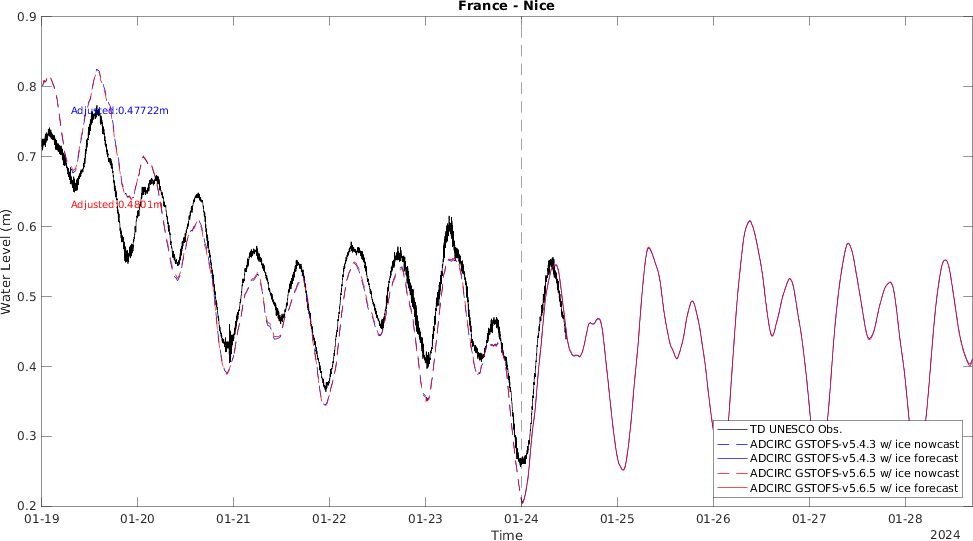 France - Nice
0.9
0.8
0.7
0.6
0.5
0.4
0.3
0.2
Water Level (m)
Adjusted:0.47722m
Adjusted:0.4801m
TD UNESCO Obs.
ADCIRC GSTOFS-v5.4.3 w/ ice nowcast
ADCIRC GSTOFS-v5.4.3 w/ ice forecast
ADCIRC GSTOFS-v5.6.5 w/ ice nowcast
ADCIRC GSTOFS-v5.6.5 w/ ice forecast
01-19 01-20 01-21 01-22 01-23 01-24 01-25 01-26 01-27 01-28
Time
2024